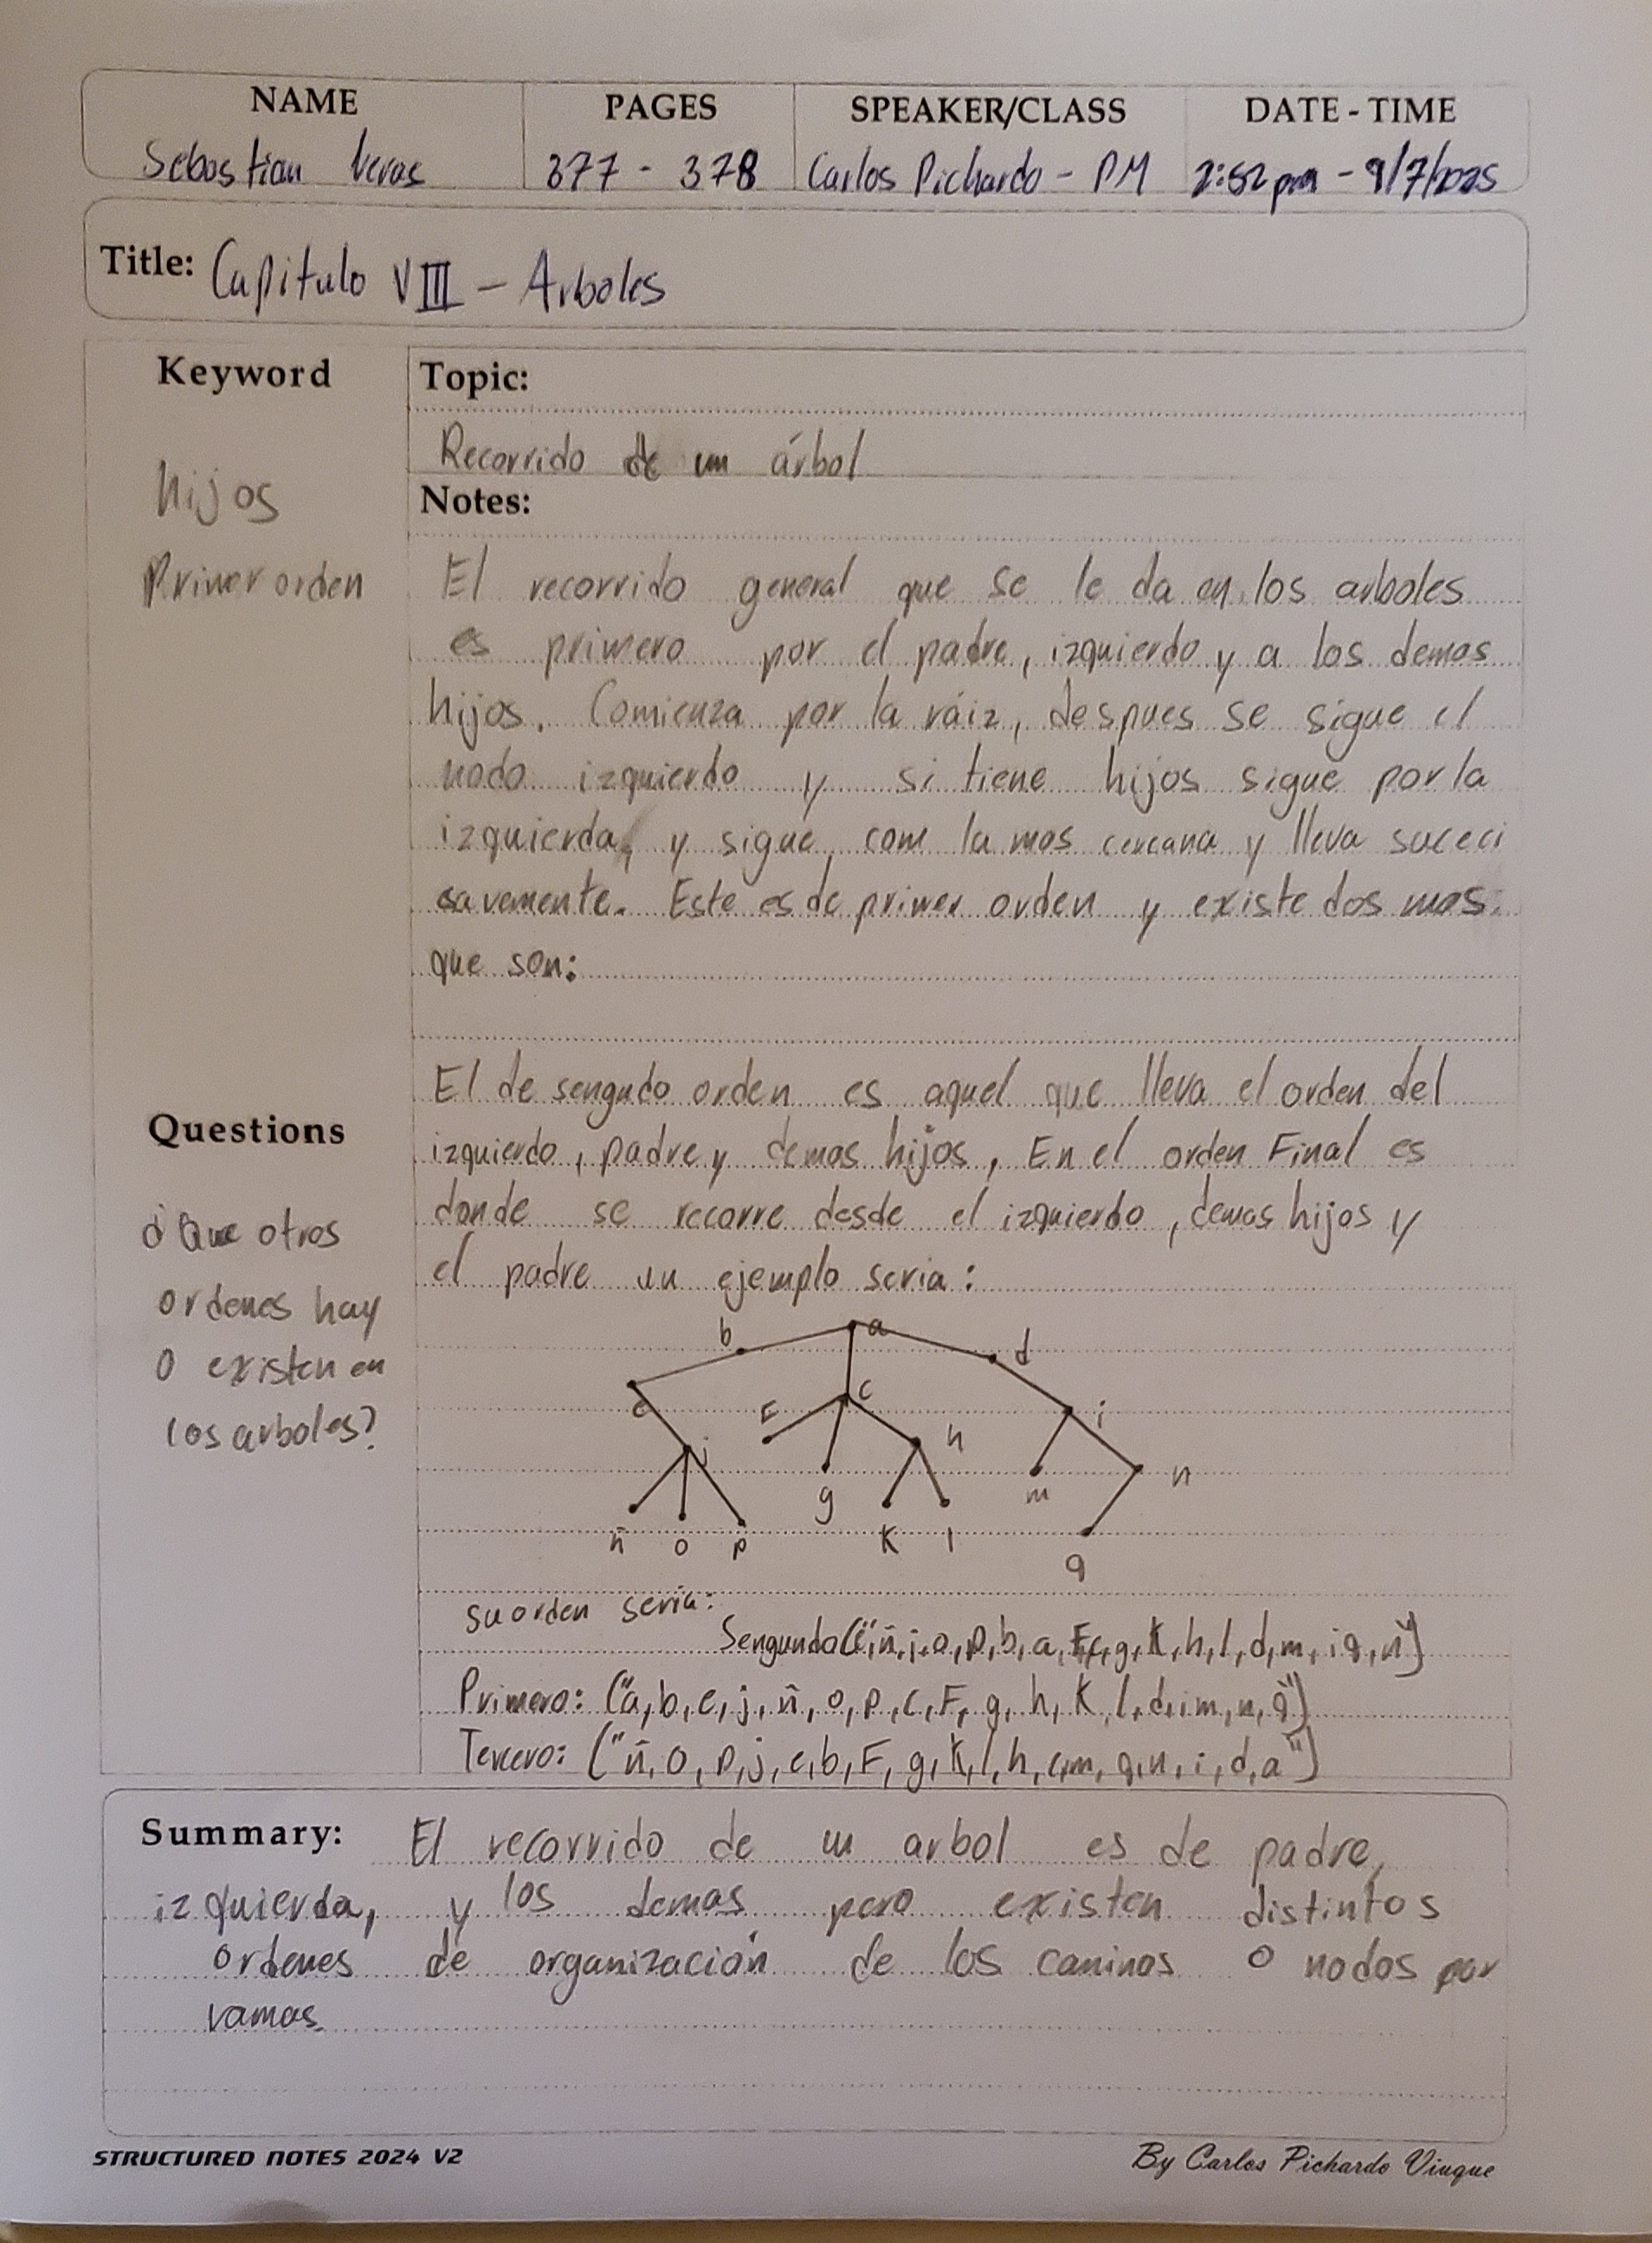 NAME PAGES SPEAKER/CLASS DATE - TIME
Sebastian Veras 377 - 378 Carlos Pichardo - PM 2:52 pm - 9/7/2025
Title: Capitulo VIII - Arboles
Keyword
hijos
Primer orden
Topic:
Recorrido de un árbol
Notes:
El recorrido general que se le da en los arboles
es primero por el padre, izquierdo y a los demas
hijos. Comienza por la ráiz, despues se sigue el
nodo izquierdo y si tiene hijos sigue por la
izquierda, y sigue, com la mas cercana y lleva suceci
savemente. Este es de primer orden y existe dos mas
que son:
El de sengudo orden es aquel que lleva el orden del
izquierdo, padre y demas hijos, En el orden Final es
donde se recorre desde el izquierdo, demas hijos y
el padre un ejemplo seria:
Questions
¿Que otros
ordenes hay
o existen en
los arboles?
b a d
e F c i
j h
g m n
ñ o p K l
q
su orden seria:
Sengundo ñ, j, o, p, b, a, g, K, h, l, d, m, i q, n")
Primero: ("a, b, e, j, ñ, o, p, c, F, g, h, K, l, d, i m, n, q")
Tercero: ("ñ, o, p, j, e, b, F, g, K, l, h, c, m, q, n, i, d, a")
Summary: El recorrido de un arbol es de padre,
izquierda, y los demas pero existen distintos
ordenes de organización de los caminos o nodos por
vamas
STRUCTURED NOTES 2024 V2 By Carlos Pichardo Viuque